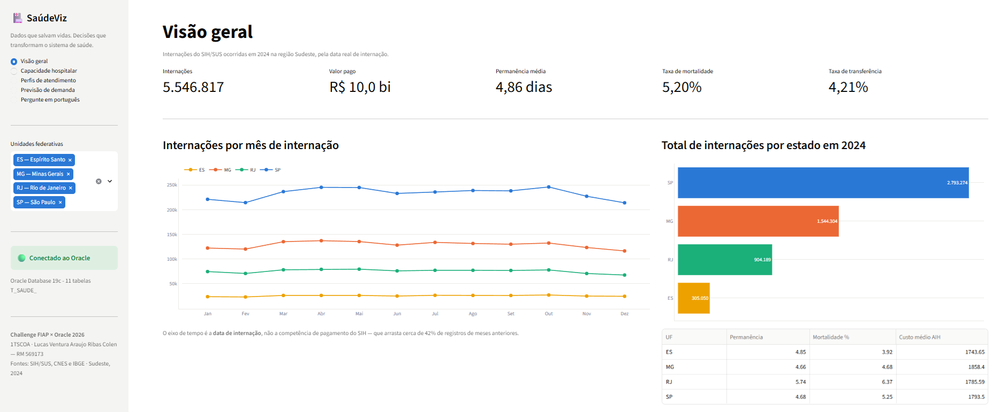 SaúdeViz
Dados que salvam vidas. Decisões que
transformam o sistema de saúde.
Visão geral
Capacidade hospitalar
Perfis de atendimento
Previsão de demanda
Pergunte em português
Unidades federativas
ES — Espírito Santo ×
MG — Minas Gerais ×
RJ — Rio de Janeiro ×
SP — São Paulo ×
Conectado ao Oracle
Oracle Database 19c · 11 tabelas
T_SAUDE_
Challenge FIAP × Oracle 2026
1TSCOA · Lucas Ventura Araujo Ribas Colen
— RM 569173
Fontes: SIH/SUS, CNES e IBGE · Sudeste,
2024
Visão geral
Internações do SIH/SUS ocorridas em 2024 na região Sudeste, pela data real de internação.
Internações
5.546.817
Valor pago
R$ 10,0 bi
Permanência média
4,86 dias
Taxa de mortalidade
5,20%
Taxa de transferência
4,21%
Internações por mês de internação
ES MG RJ SP
250k
200k
150k
100k
50k
Jan Fev Mar Abr Mai Jun Jul Ago Set Out Nov Dez
O eixo de tempo é a data de internação, não a competência de pagamento do SIH — que arrasta cerca de 42% de registros de meses anteriores.
Total de internações por estado em 2024
SP 2.793.274
MG 1.544.304
RJ 904.189
ES 305.050
UF Permanência Mortalidade % Custo médio AIH
ES 4.85 3.92 1743.65
MG 4.66 4.68 1858.4
RJ 5.74 6.37 1785.59
SP 4.68 5.25 1793.5